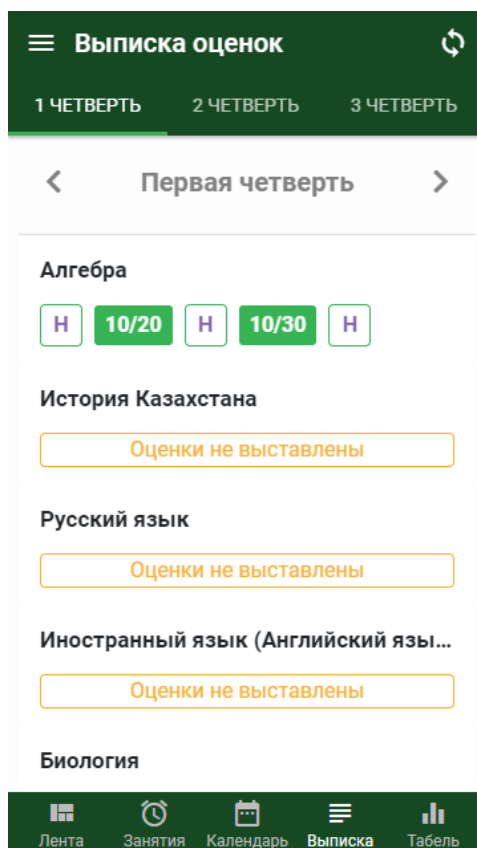 Выписка оценок
1 ЧЕТВЕРТЬ 2 ЧЕТВЕРТЬ 3 ЧЕТВЕРТЬ
Первая четверть
Алгебра
Н 10/20 Н 10/30 Н
История Казахстана
Оценки не выставлены
Русский язык
Оценки не выставлены
Иностранный язык (Английский язы...
Оценки не выставлены
Биология
Лента Занятия Календарь Выписка Табель